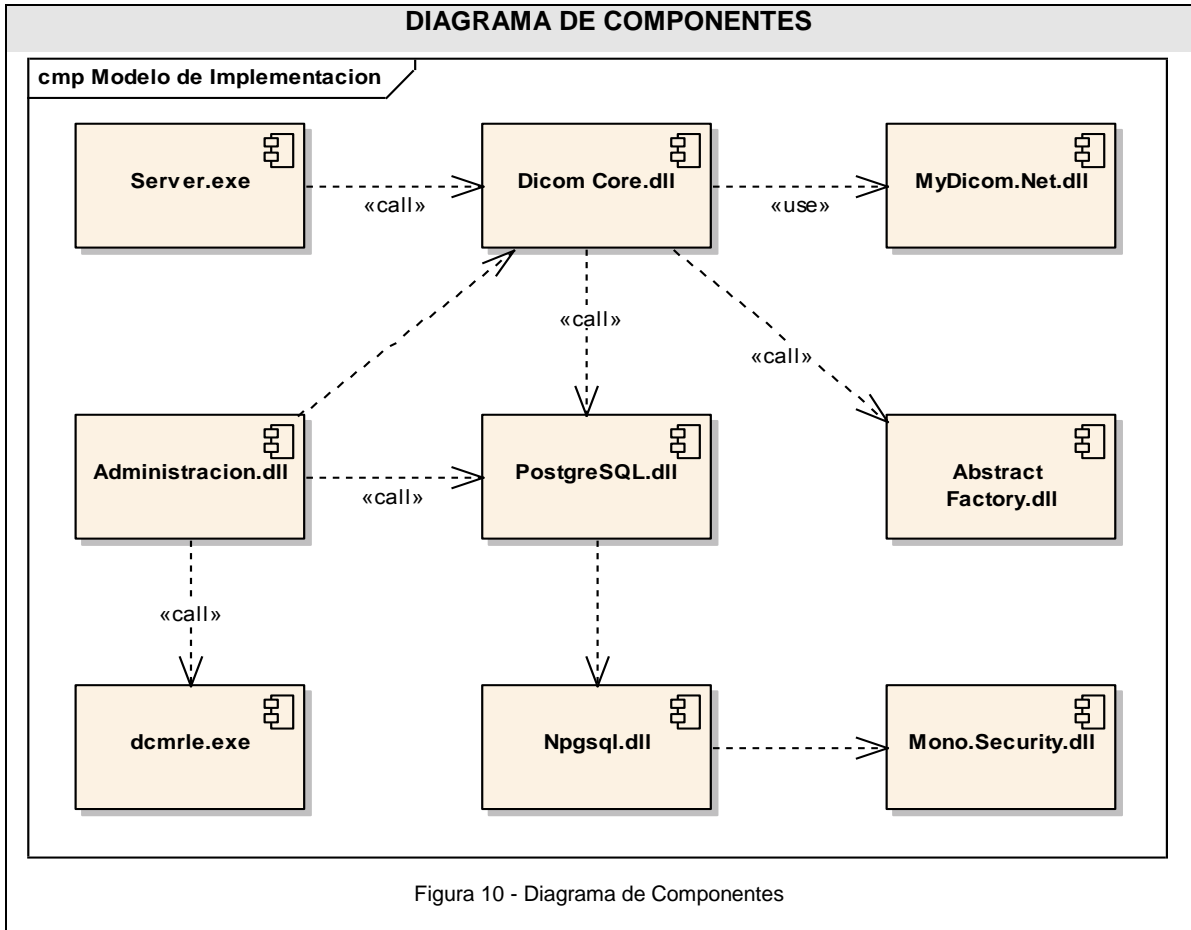 DIAGRAMA DE COMPONENTES
cmp Modelo de Implementacion
Server.exe
«call»
Dicom Core.dll
«use»
MyDicom.Net.dll
«call»
«call»
Administracion.dll
«call»
PostgreSQL.dll
Abstract
Factory.dll
«call»
dcmrle.exe
Npgsql.dll
Mono.Security.dll
Figura 10 - Diagrama de Componentes